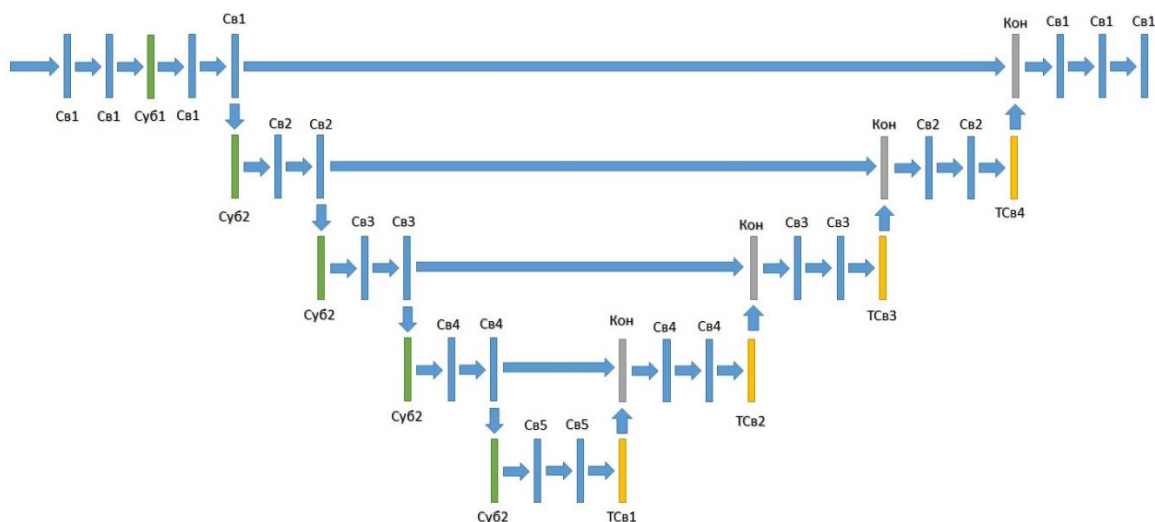 Св1 Кон Св1 Св1 Св1
Св1 Св1 Суб1 Св1
Св2 Св2 Кон Св2 Св2
Суб2 ТСв4
Св3 Св3 Кон Св3 Св3
Суб2 ТСв3
Св4 Св4 Кон Св4 Св4
Суб2 ТСв2
Св5 Св5
Суб2 ТСв1